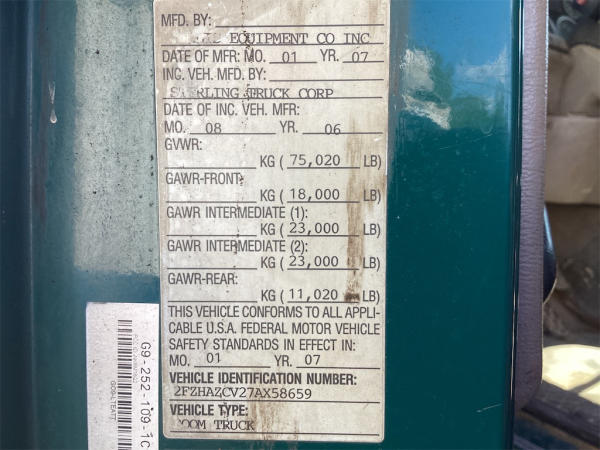 MFD. BY:
EQUIPMENT CO INC
DATE OF MFR: MO. 01 YR. 07
INC. VEH. MFD. BY:
STERLING TRUCK CORP
DATE OF INC. VEH. MFR:
MO. 08 YR. 06
GVWR:
KG ( 75,020 LB)
GAWR-FRONT:
KG ( 18,000 LB)
GAWR INTERMEDIATE (1):
KG ( 23,000 LB)
GAWR INTERMEDIATE (2):
KG ( 23,000 LB)
GAWR-REAR:
KG ( 11,020 LB)
THIS VEHICLE CONFORMS TO ALL APPLI-
CABLE U.S.A. FEDERAL MOTOR VEHICLE
SAFETY STANDARDS IN EFFECT IN:
MO. 01 YR. 07
VEHICLE IDENTIFICATION NUMBER:
2FZHAZCV27AX58659
VEHICLE TYPE:
BOOM TRUCK
G9-252-109-1C